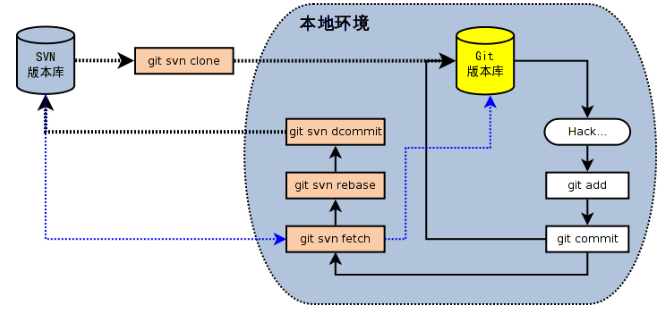 本地环境
SVN
版本库
git svn clone
Git
版本库
git svn dcommit
Hack...
git svn rebase
git add
git svn fetch
git commit